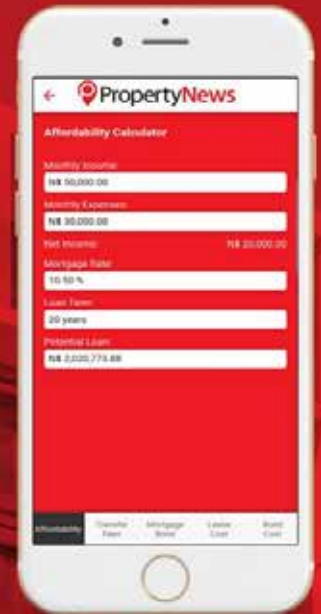 PropertyNews
Affordability Calculator
Monthly Income:
N$ 50,000.00
Monthly Expenses:
N$ 30,000.00
Net Income: N$ 20,000.00
Mortgage Rate:
10.50 %
Loan Term:
20 years
Potential Loan:
N$ 2,020,773.88
Affordability
Transfer Fees
Mortgage Bond
Lease Cost
Bond Cost